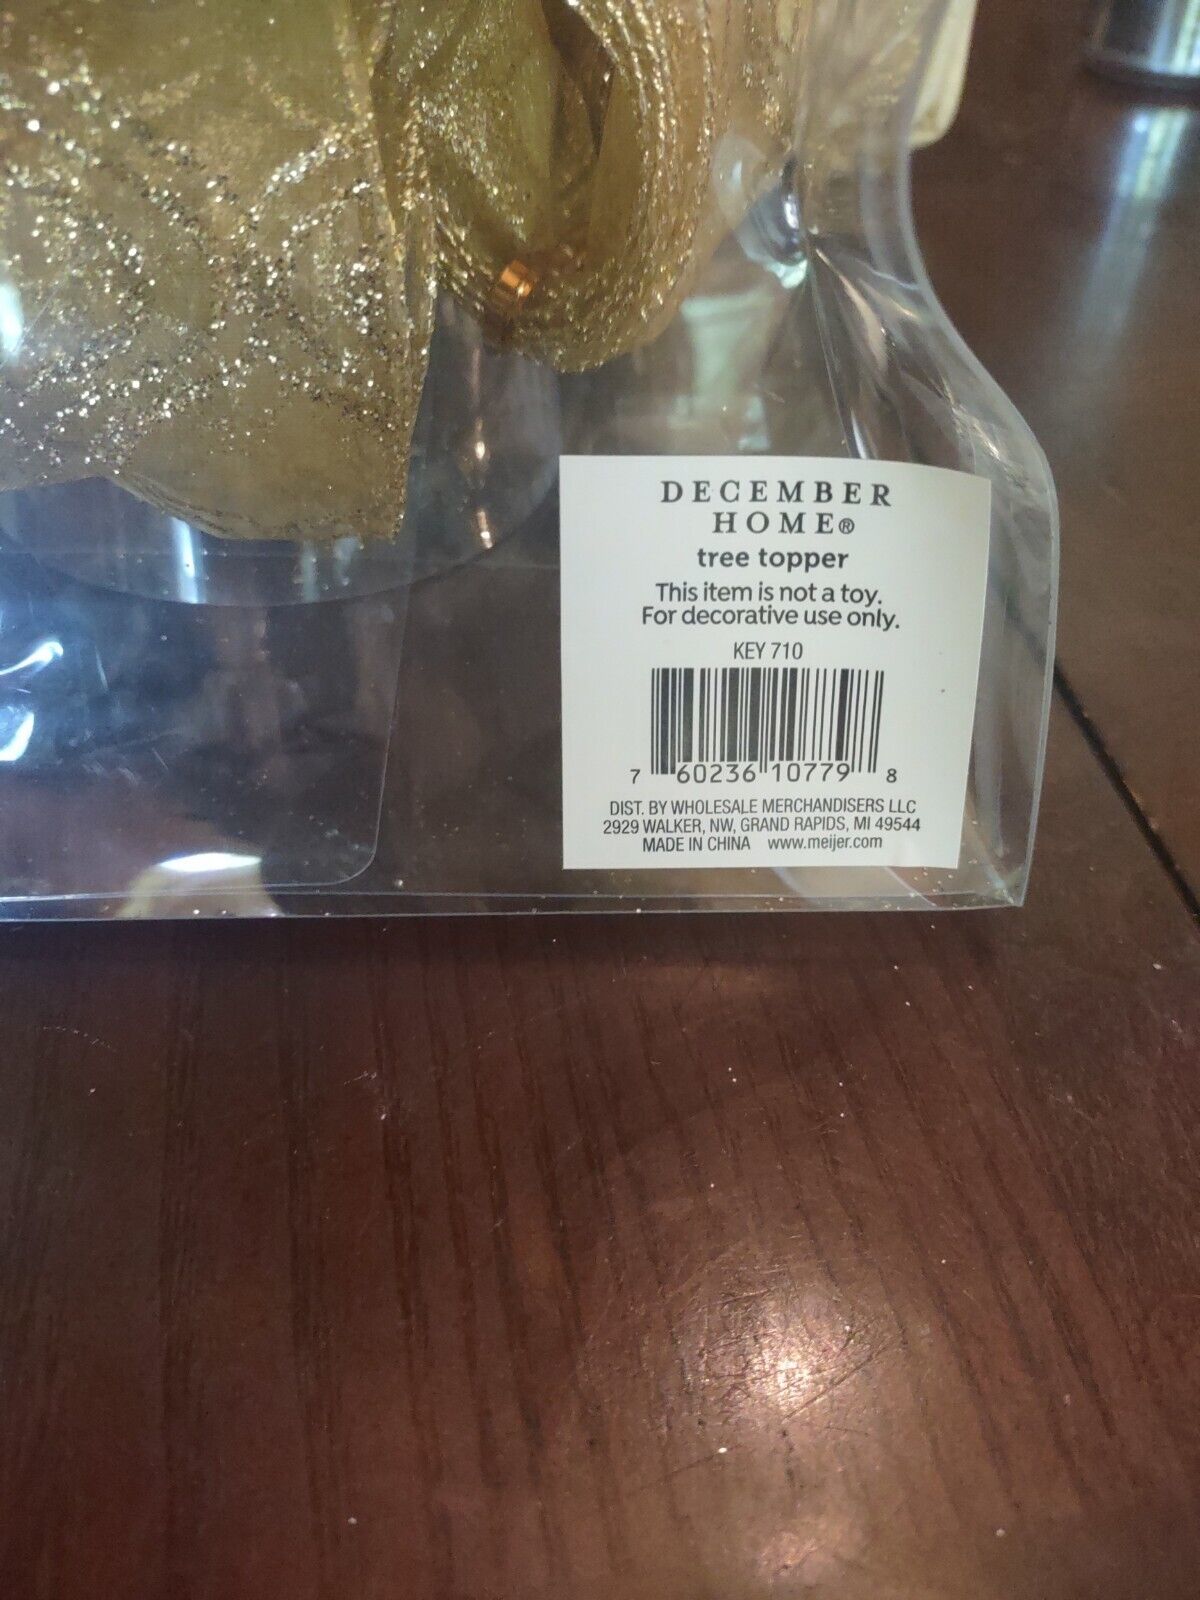 DECEMBER
HOME®
tree topper
This item is not a toy.
For decorative use only.
KEY 710
7 60236 10779 8
DIST. BY WHOLESALE MERCHANDISERS LLC
2929 WALKER, NW, GRAND RAPIDS, MI 49544
MADE IN CHINA www.meijer.com